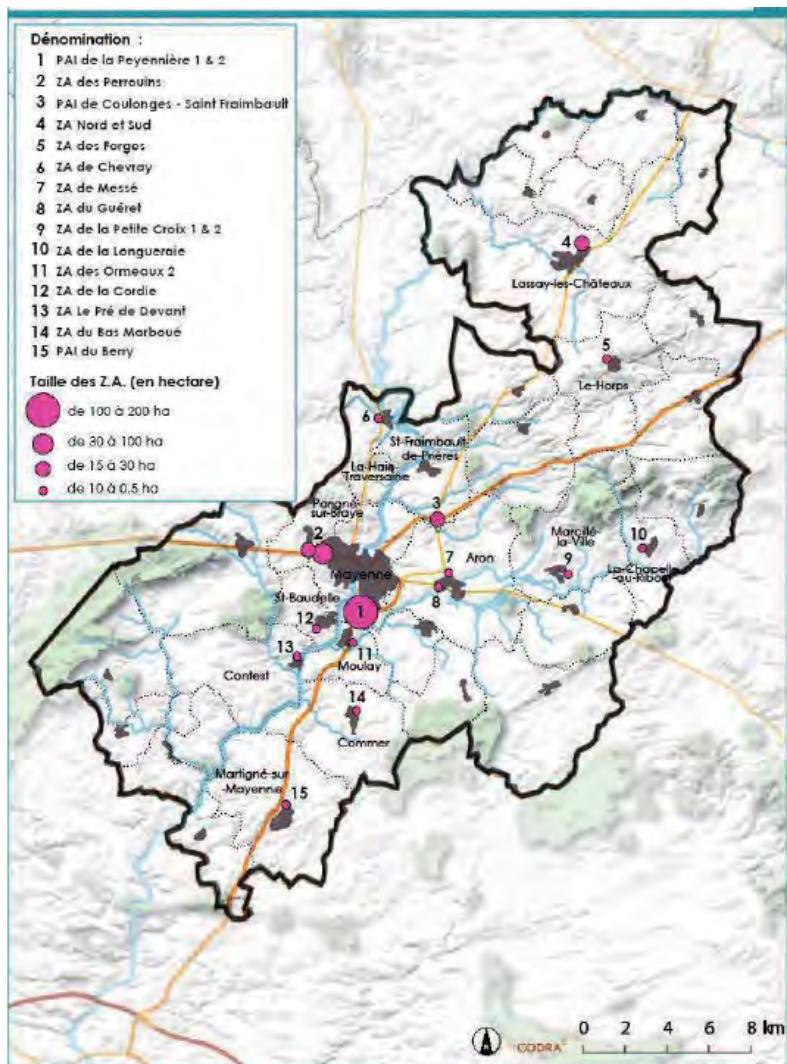 Dénomination :
1 PAI de la Peyennière 1 & 2
2 ZA des Perrouins
3 PAI de Coulonges - Saint Fraimbault
4 ZA Nord et Sud
5 ZA des Forges
6 ZA de Chevray
7 ZA de Messé
8 ZA du Guéret
9 ZA de la Petite Croix 1 & 2
10 ZA de la Longueraie
11 ZA des Ormeaux 2
12 ZA de la Cordie
13 ZA Le Pré de Devant
14 ZA du Bas Marboué
15 PAI du Berry
Taille des Z.A. (en hectare)
de 100 à 200 ha
de 30 à 100 ha
de 15 à 30 ha
de 10 à 0,5 ha
4
Lassay-les-Châteaux
5
Le-Horps
6
St-Fraimbault
-de-Prières
La-Haie-
Traversaine
Parigné-
sur-Braye
3
2
Mayenne
7
Aron
Marcillé-
la-Ville
10
9
La-Chapelle-
au-Riboul
8
St-Baudelle
1
12
11
Moulay
13
Contest
14
Commer
Martigné-sur
-Mayenne
15
CODRA
0 2 4 6 8 km